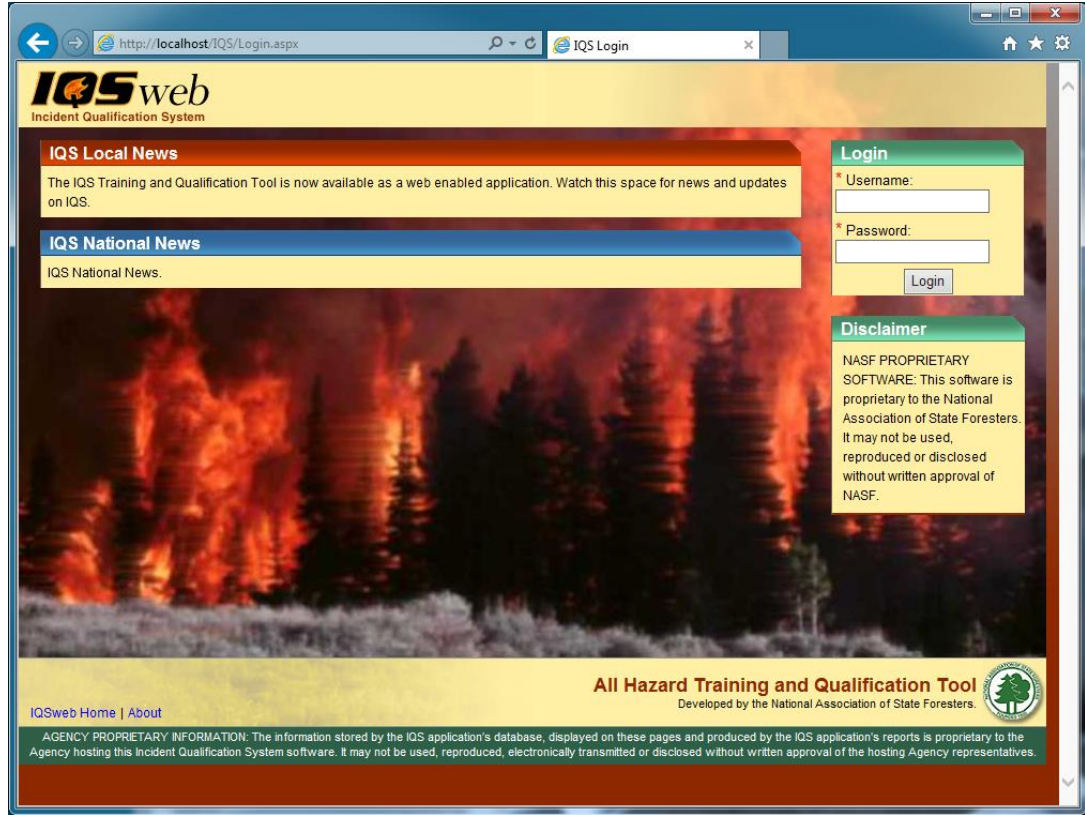 http://localhost/IQS/Login.aspx
IQS Login
IQS web
Incident Qualification System
IQS Local News
The IQS Training and Qualification Tool is now available as a web enabled application. Watch this space for news and updates
on IQS.
IQS National News
IQS National News.
Login
* Username:
* Password:
Login
Disclaimer
NASF PROPRIETARY
SOFTWARE: This software is
proprietary to the National
Association of State Foresters.
It may not be used,
reproduced or disclosed
without written approval of
NASF.
All Hazard Training and Qualification Tool
Developed by the National Association of State Foresters.
IQSweb Home | About
AGENCY PROPRIETARY INFORMATION: The information stored by the IQS application's database, displayed on these pages and produced by the IQS application's reports is proprietary to the
Agency hosting this Incident Qualification System software. It may not be used, reproduced, electronically transmitted or disclosed without written approval of the hosting Agency representatives.